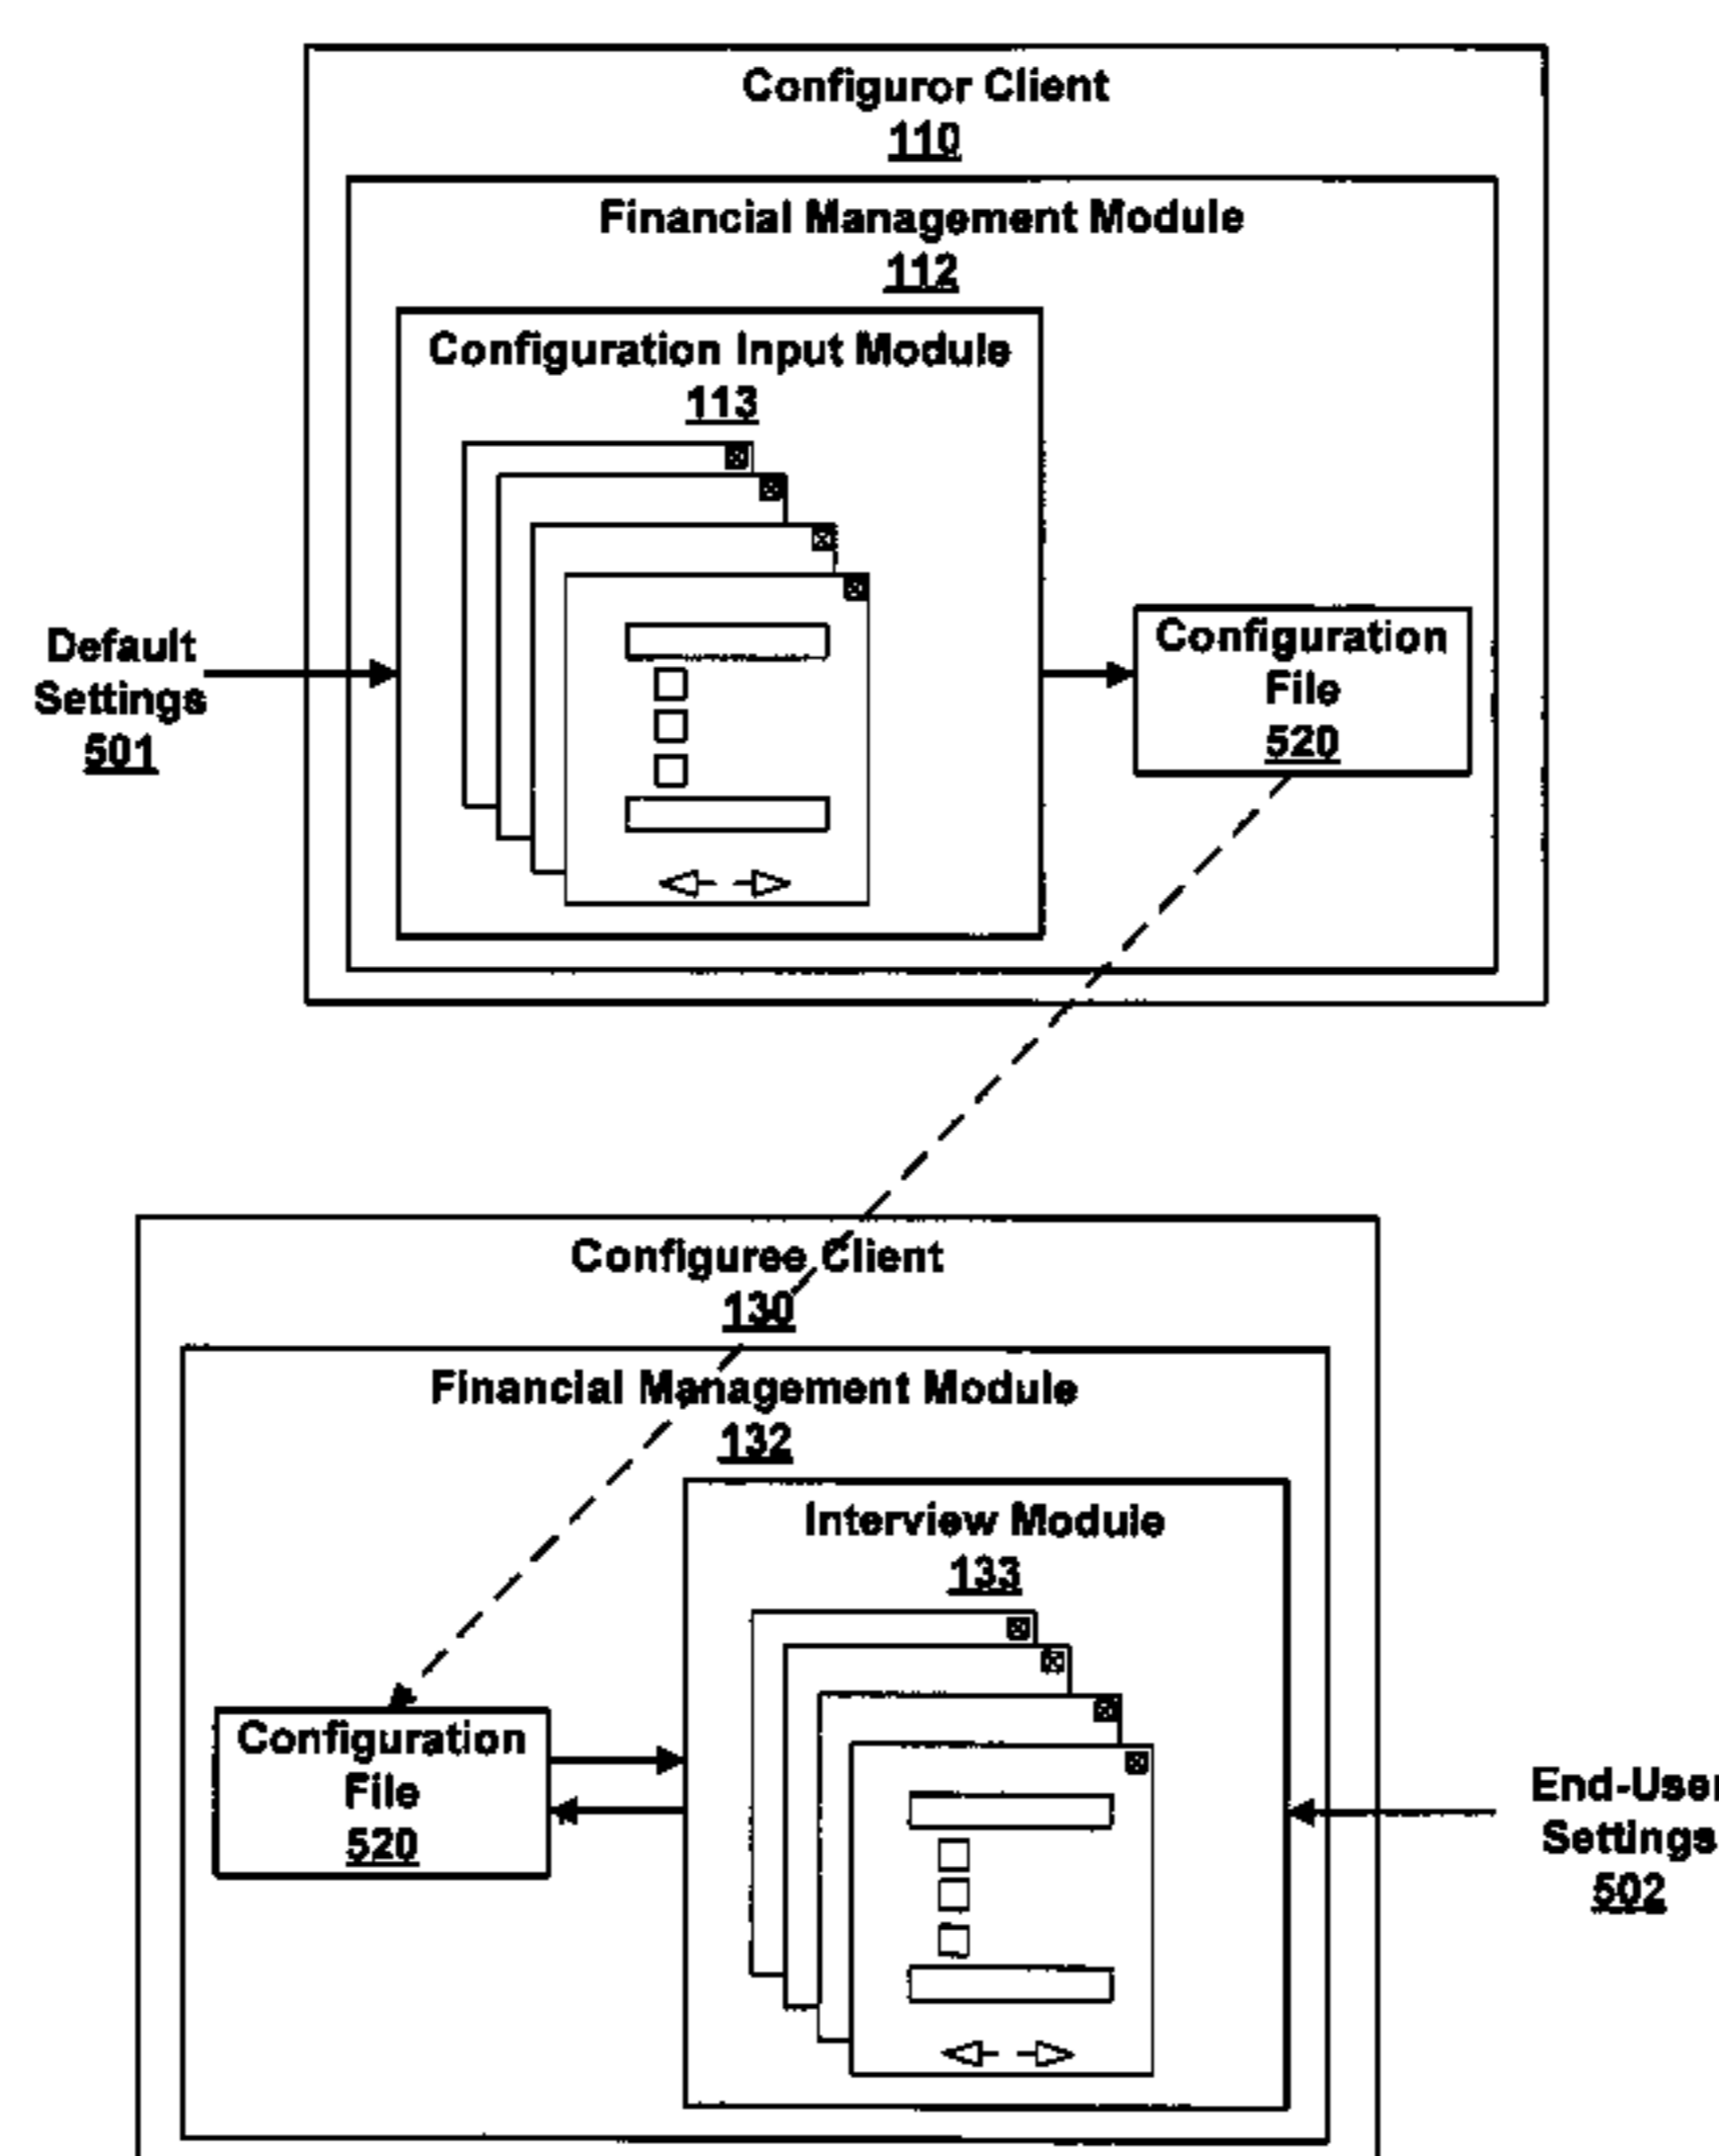 Configuror Client
110
Financial Management Module
112
Configuration Input Module
113
Default
Settings
501
Configuration
File
520
Configuree Client
130
Financial Management Module
132
Interview Module
133
Configuration
File
520
End-User
Settings
502